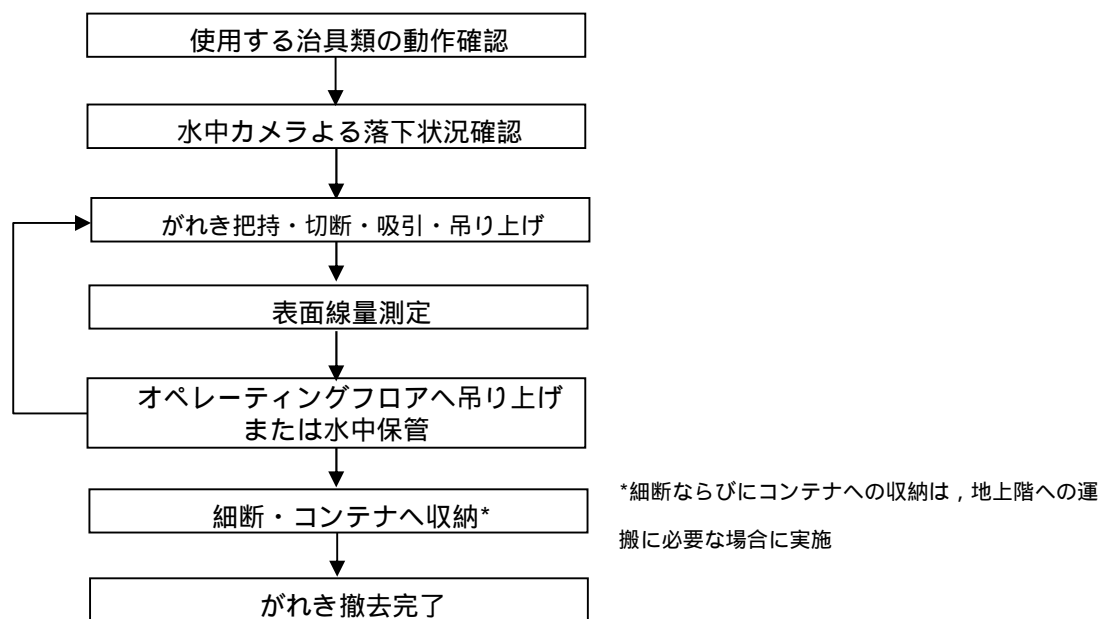 使用する治具類の動作確認
水中カメラよる落下状況確認
がれき把持・切断・吸引・吊り上げ
表面線量測定
オペレーティングフロアへ吊り上げ
または水中保管
細断・コンテナへ収納*
*細断ならびにコンテナへの収納は，地上階への運
搬に必要な場合に実施
がれき撤去完了